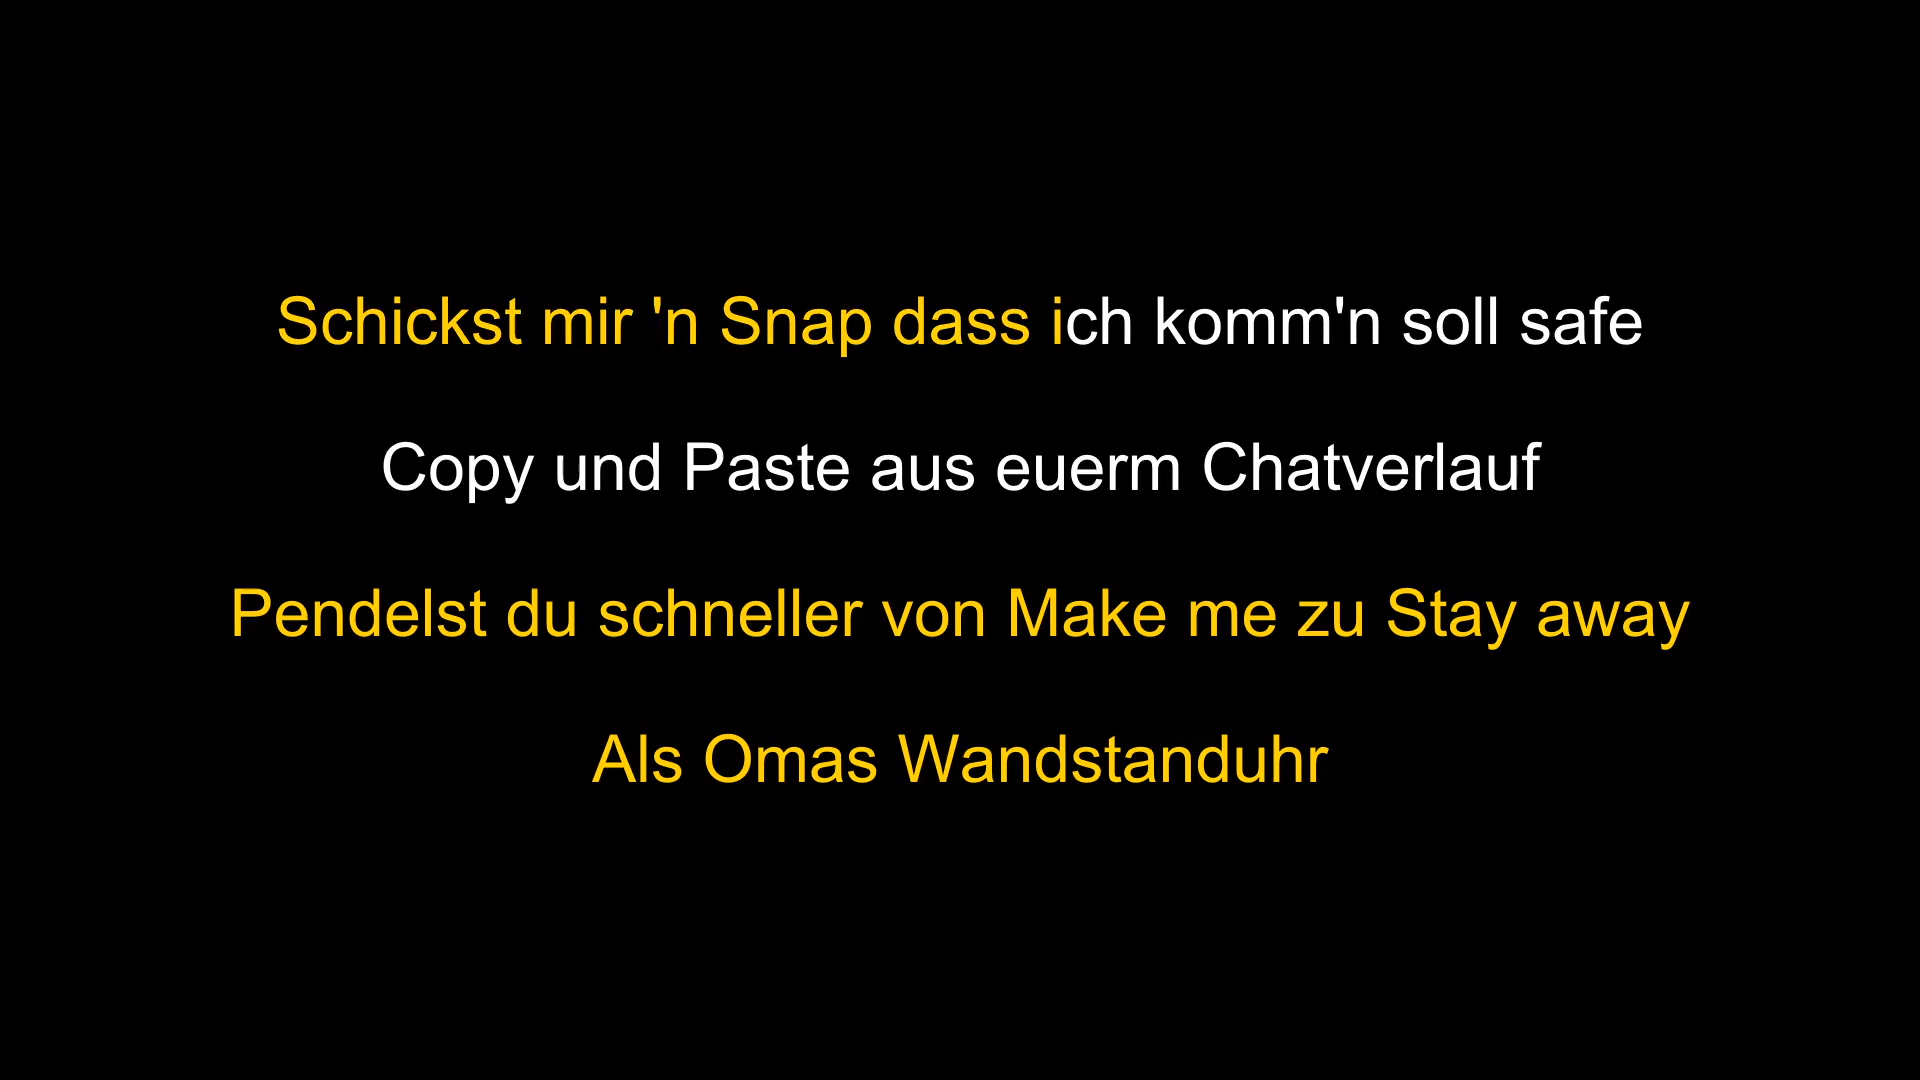 Schickst mir 'n Snap dass ich komm'n soll safe
Copy und Paste aus euerm Chatverlauf
Pendelst du schneller von Make me zu Stay away
Als Omas Wandstanduhr